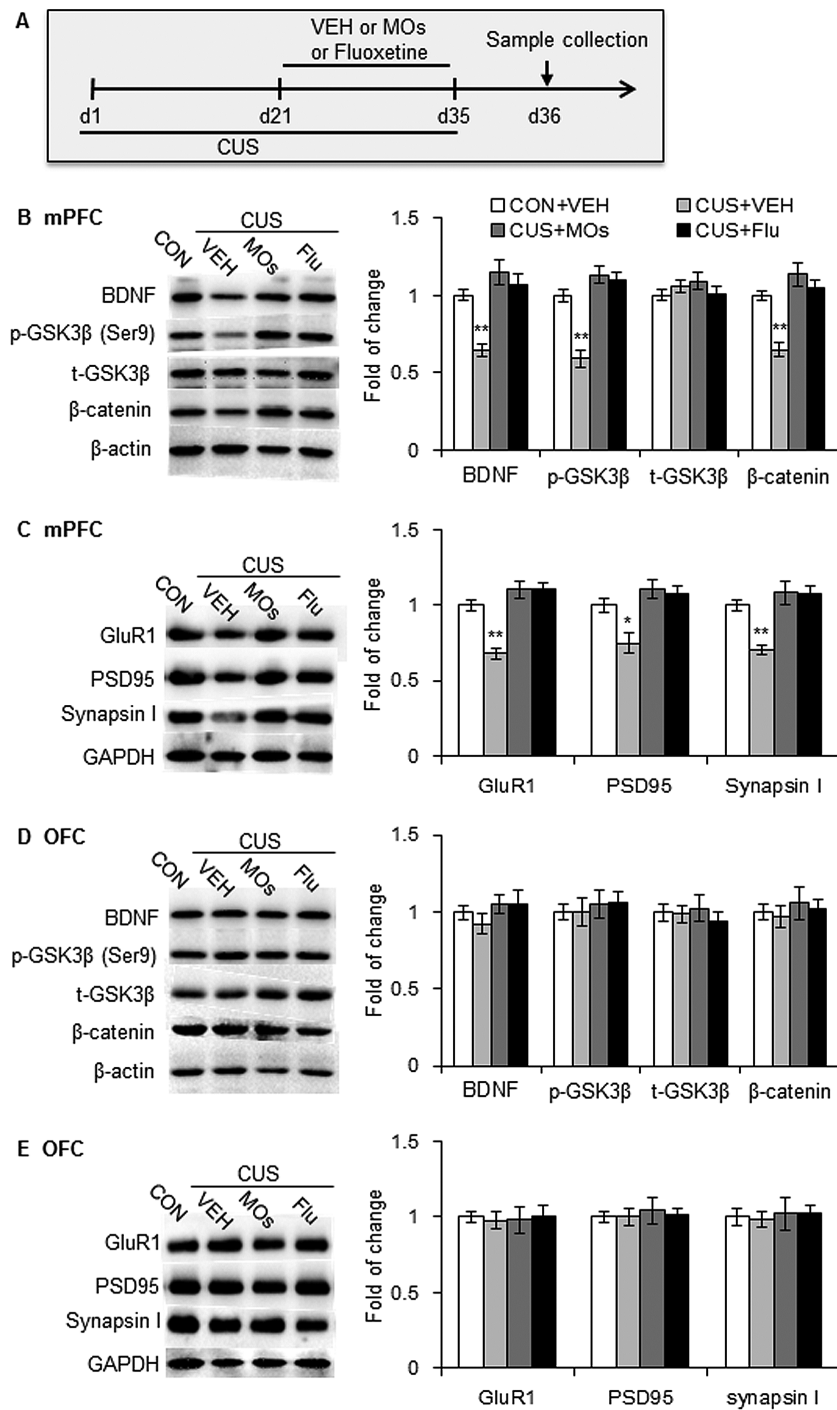 A
VEH or MOs
or Fluoxetine
Sample collection
d1 d21 d35 d36
CUS
B mPFC
CUS
CON VEH MOs Flu
BDNF
p-GSK3β (Ser9)
t-GSK3β
β-catenin
β-actin
CON+VEH CUS+VEH
CUS+MOs CUS+Flu
Fold of change
1.5
1
0.5
0
** ** **
BDNF p-GSK3β t-GSK3β β-catenin
C mPFC
CUS
CON VEH MOs Flu
GluR1
PSD95
Synapsin I
GAPDH
Fold of change
1.5
1
0.5
0
** * **
GluR1 PSD95 Synapsin I
D OFC
CUS
CON VEH MOs Flu
BDNF
p-GSK3β (Ser9)
t-GSK3β
β-catenin
β-actin
Fold of change
1.5
1
0.5
0
BDNF p-GSK3β t-GSK3β β-catenin
E OFC
CUS
CON VEH MOs Flu
GluR1
PSD95
Synapsin I
GAPDH
Fold of change
1.5
1
0.5
0
GluR1 PSD95 synapsin I